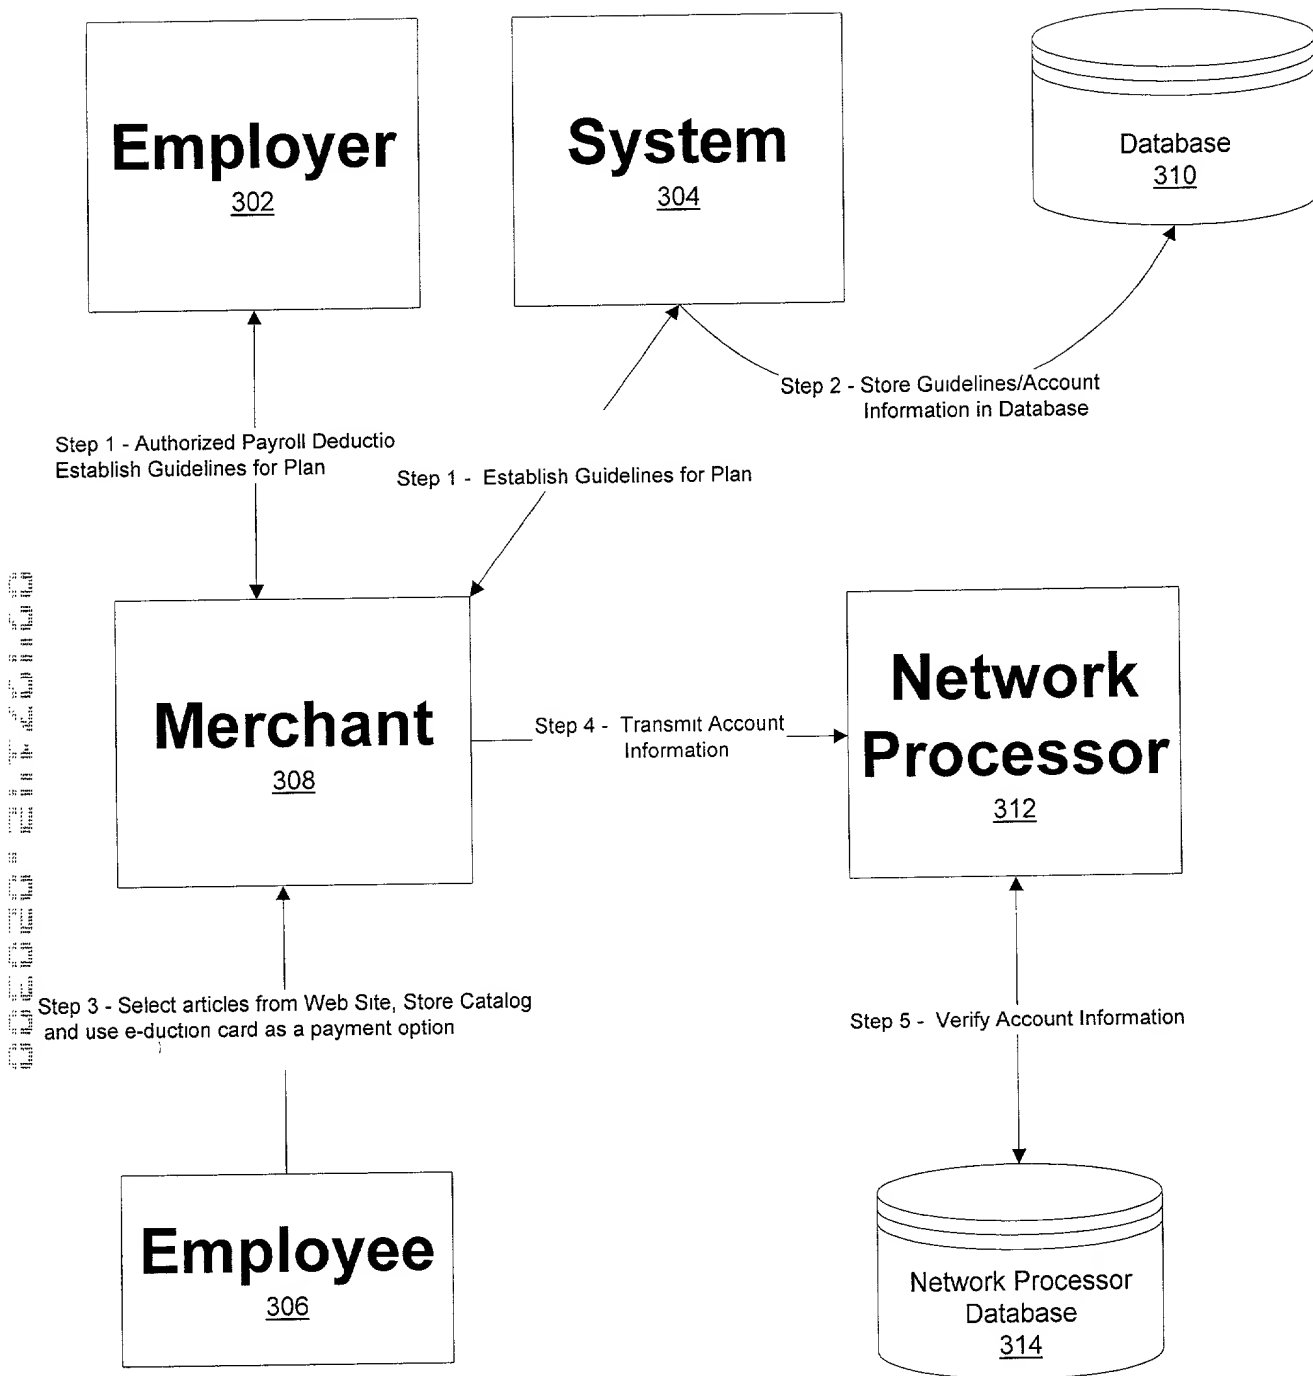 Employer
302
System
304
Database
310
Step 2 - Store Guidelines/Account
Information in Database
Step 1 - Authorized Payroll Deductio
Establish Guidelines for Plan
Step 1 - Establish Guidelines for Plan
Merchant
308
Step 4 - Transmit Account
Information
Network
Processor
312
Step 3 - Select articles from Web Site, Store Catalog
and use e-duction card as a payment option
Step 5 - Verify Account Information
Employee
306
Network Processor
Database
314